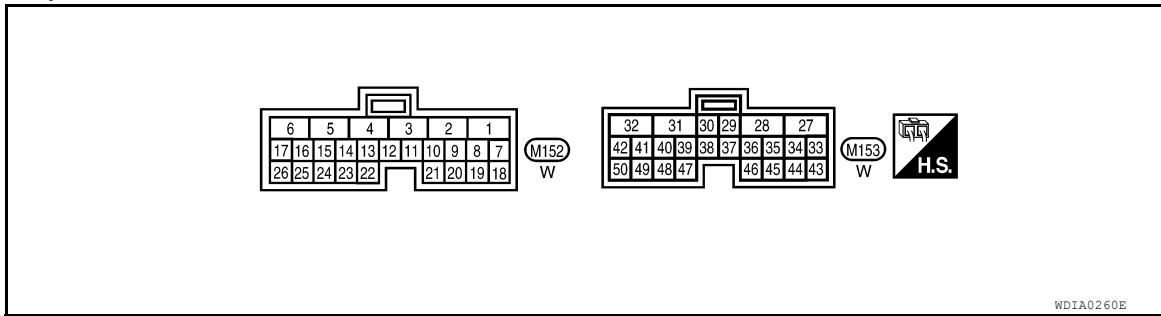 6 5 4 3 2 1
17 16 15 14 13 12 11 10 9 8 7
26 25 24 23 22 21 20 19 18
M152
W
32 31 30 29 28 27
42 41 40 39 38 37 36 35 34 33
50 49 48 47 46 45 44 43
M153
W
H.S.
WDIA0260E